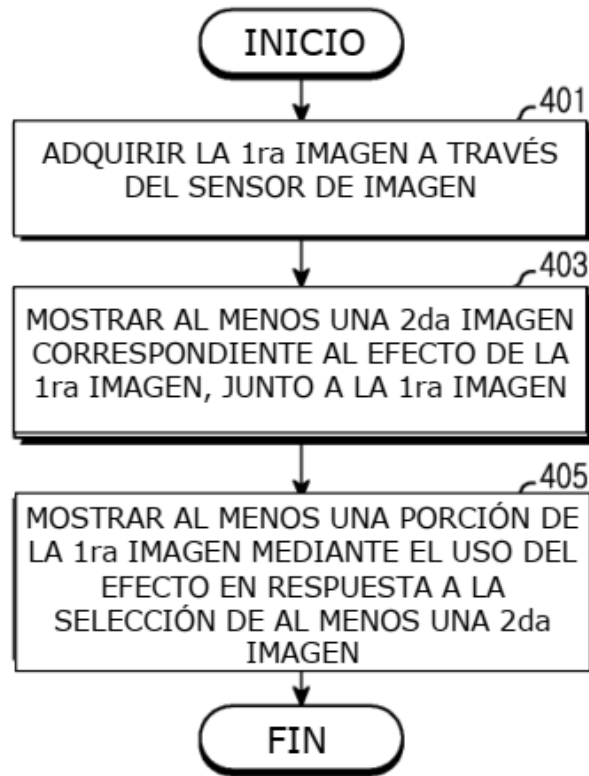 INICIO
401
ADQUIRIR LA 1ra IMAGEN A TRAVÉS
DEL SENSOR DE IMAGEN
403
MOSTRAR AL MENOS UNA 2da IMAGEN
CORRESPONDIENTE AL EFECTO DE LA
1ra IMAGEN, JUNTO A LA 1ra IMAGEN
405
MOSTRAR AL MENOS UNA PORCIÓN DE
LA 1ra IMAGEN MEDIANTE EL USO DEL
EFECTO EN RESPUESTA A LA
SELECCIÓN DE AL MENOS UNA 2da
IMAGEN
FIN